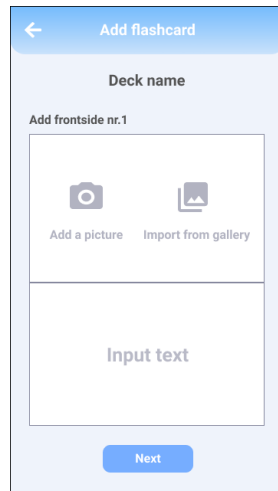 Add flashcard
Deck name
Add frontside nr.1
Add a picture
Import from gallery
Input text
Next